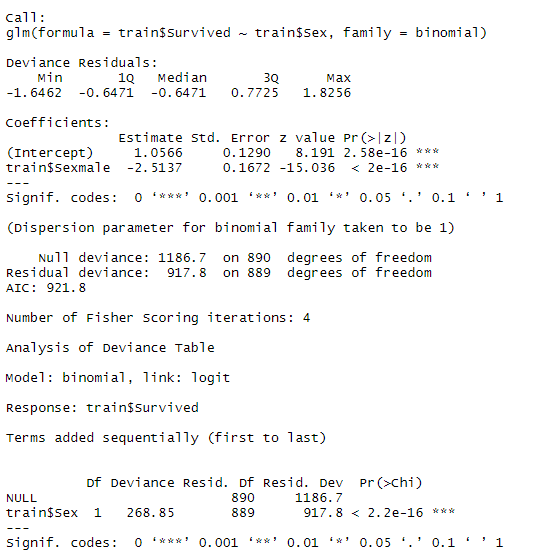 Call:
glm(formula = train$Survived ~ train$Sex, family = binomial)
Deviance Residuals:
    Min       1Q   Median       3Q      Max
-1.6462  -0.6471  -0.6471   0.7725   1.8256
Coefficients:
              Estimate Std. Error z value Pr(>|z|)
(Intercept)     1.0566     0.1290   8.191 2.58e-16 ***
train$Sexmale  -2.5137     0.1672 -15.036  < 2e-16 ***
---
Signif. codes:  0 ‘***’ 0.001 ‘**’ 0.01 ‘*’ 0.05 ‘.’ 0.1 ‘ ’ 1
(Dispersion parameter for binomial family taken to be 1)
    Null deviance: 1186.7  on 890  degrees of freedom
Residual deviance:  917.8  on 889  degrees of freedom
AIC: 921.8
Number of Fisher Scoring iterations: 4
Analysis of Deviance Table
Model: binomial, link: logit
Response: train$Survived
Terms added sequentially (first to last)
          Df Deviance Resid. Df Resid. Dev  Pr(>Chi)
NULL                        890     1186.7
train$Sex  1   268.85       889      917.8 < 2.2e-16 ***
---
Signif. codes:  0 ‘***’ 0.001 ‘**’ 0.01 ‘*’ 0.05 ‘.’ 0.1 ‘ ’ 1